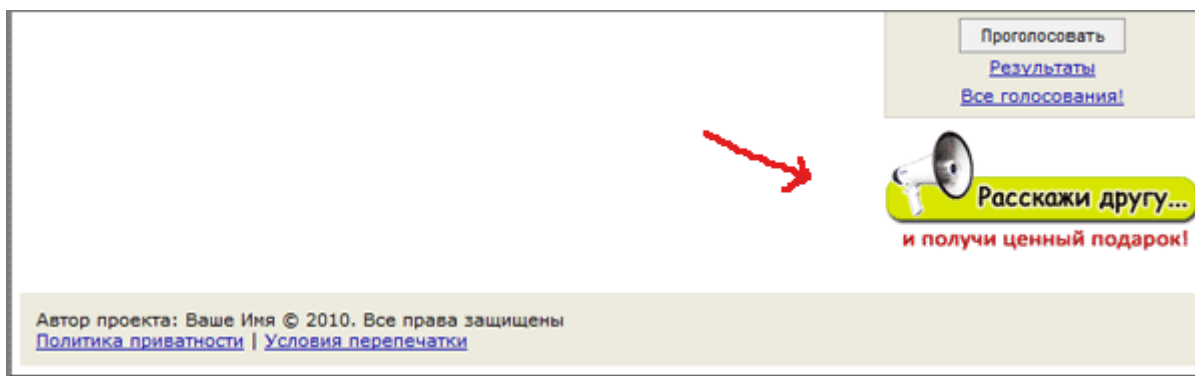 Проголосовать
Результаты
Все голосования!
Расскажи другу...
и получи ценный подарок!
Автор проекта: Ваше Имя © 2010. Все права защищены
Политика приватности | Условия перепечатки